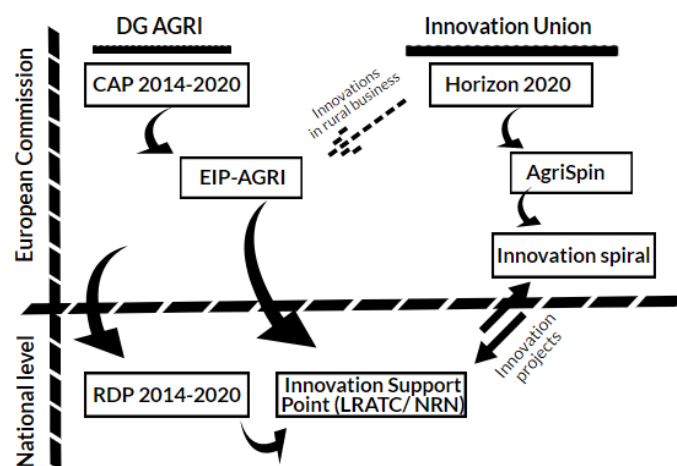 DG AGRI
Innovation Union
CAP 2014-2020
Horizon 2020
Innovations
in rural business
EIP-AGRI
AgriSpin
Innovation spiral
European Commission
National level
RDP 2014-2020
Innovation Support
Point (LRATC/ NRN)
Innovation
projects